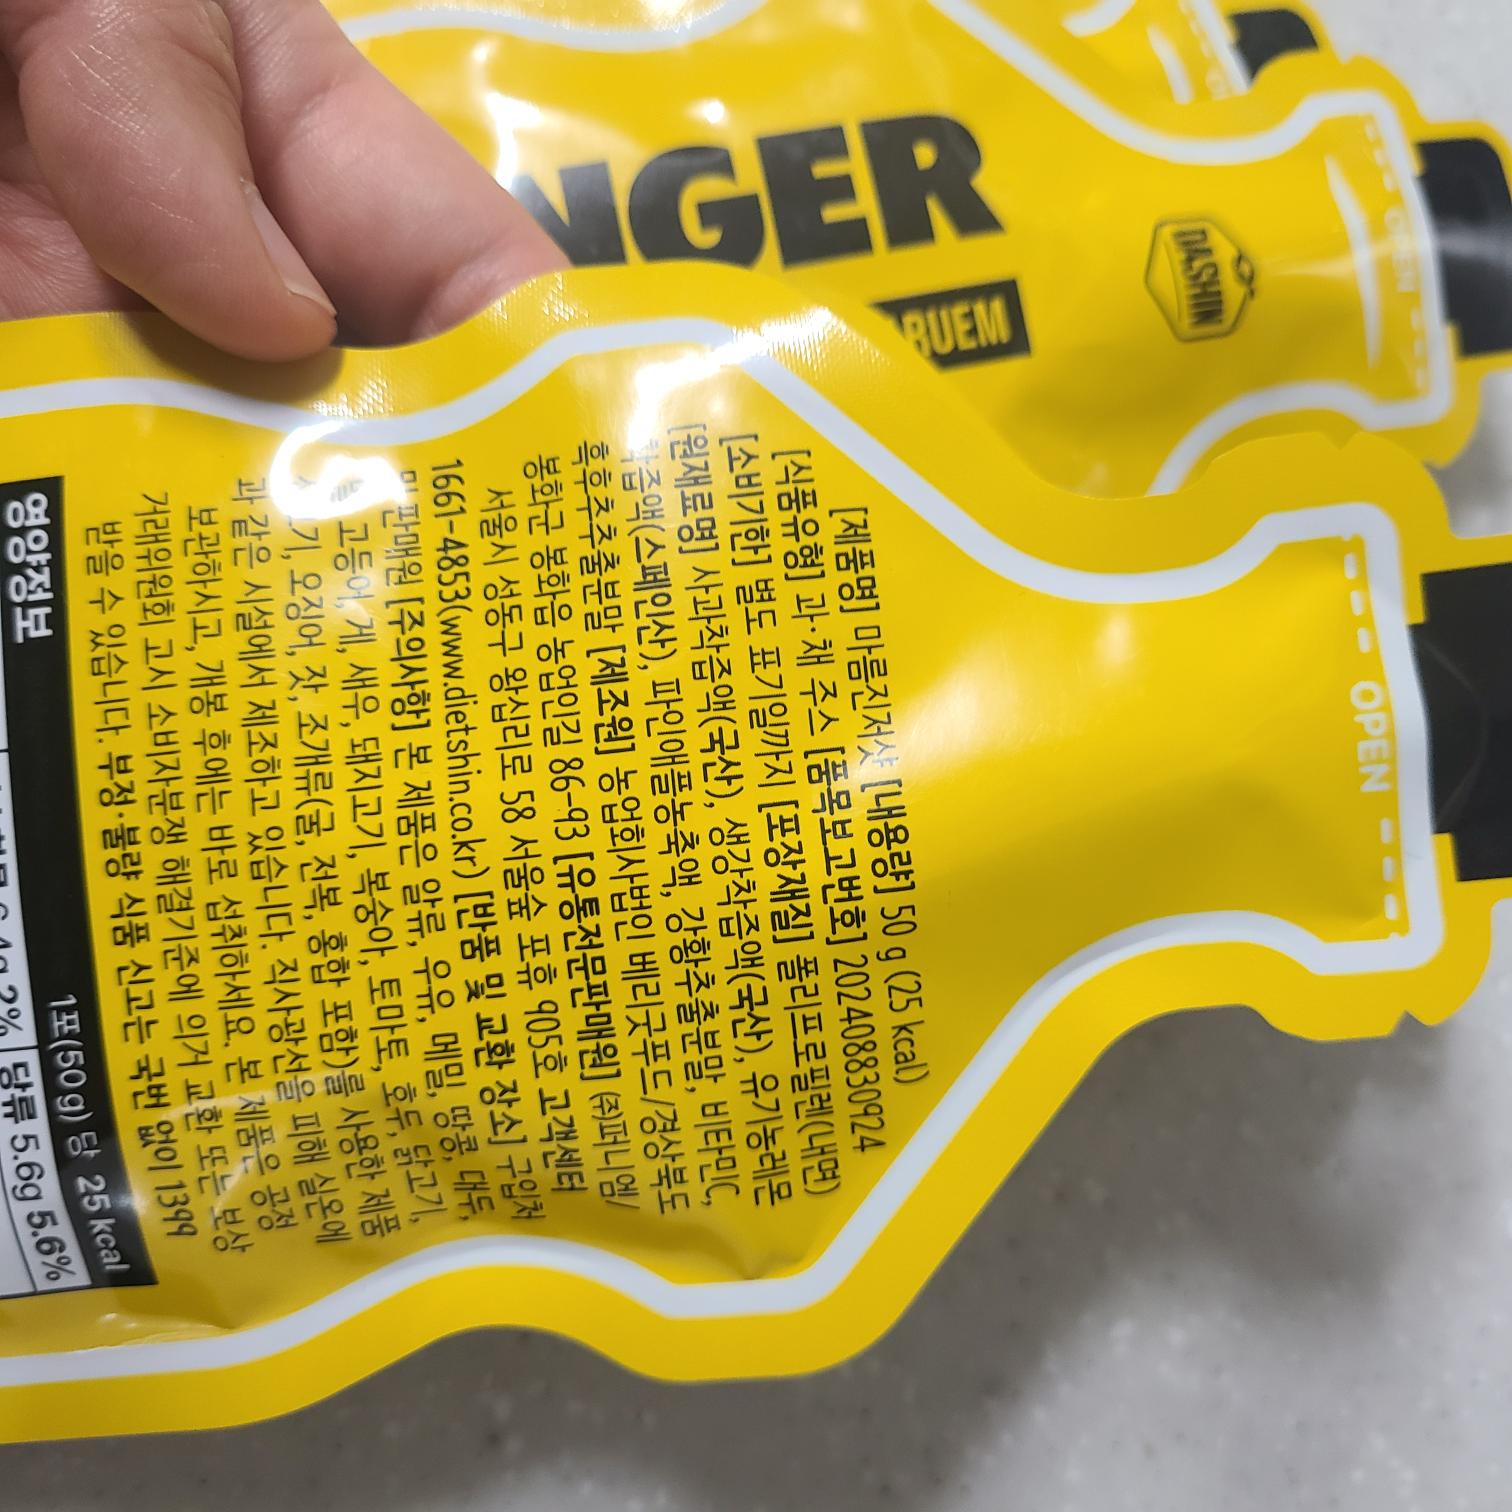 NGER
ABUEM
DASHIN
OPEN
OPEN
[제품명] 마름진저샷 [내용량] 50 g (25 kcal)
[식품유형] 과·채 주스 [품목보고번호] 20240883092 4
[소비기한] 별도 표기일까지 [포장재질] 폴리프로필렌(내면)
[원재료명] 사과착즙액(국산), 생강착즙액(국산), 유기농레몬
착즙액(스페인산), 파인애플농축액, 강황추출분말, 비타민C,
흑후추추출분말 [제조원] 농업회사법인 베리굿푸드/경상북도
봉화군 봉화읍 농업인길 86-93 [유통전문판매원] ㈜퍼니엠/
서울시 성동구 왕십리로 58 서울숲 포휴 905호 고객센터
1661-4853(www.dietshin.co.kr) [반품 및 교환 장소] 구입처
및 판매원 [주의사항] 본 제품은 알류, 우유, 메밀, 땅콩, 대두,
밀, 고등어, 게, 새우, 돼지고기, 복숭아, 토마토, 호두, 닭고기,
소고기, 오징어, 잣, 조개류(굴, 전복, 홍합 포함)를 사용한 제품
과 같은 시설에서 제조하고 있습니다. 직사광선을 피해 실온에
보관하시고, 개봉 후에는 바로 섭취하세요. 본 제품은 공정
거래위원회 고시 소비자분쟁 해결기준에 의거 교환 또는 보상
받을 수 있습니다. 부정·불량 식품 신고는 국번 없이 1399
영양정보
1포(50g) 당 25 kcal
2%
당류 5.6g 5.6%